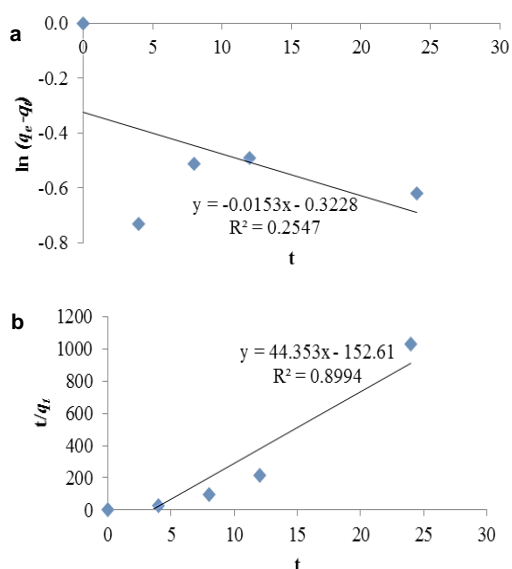 a
0.0
0 5 10 15 20 25 30
-0.2
-0.4
-0.6
-0.8
ln (qe-qt)
y = -0.0153x - 0.3228
R² = 0.2547
t
b
1200
1000
800
600
400
200
0
t/qt
y = 44.353x - 152.61
R² = 0.8994
0 5 10 15 20 25 30
t